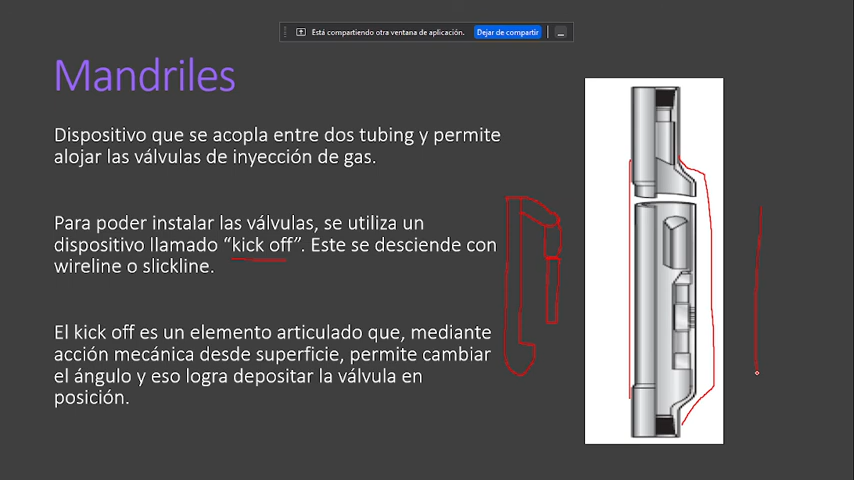 Está compartiendo otra ventana de aplicación. Dejar de compartir
Mandriles
Dispositivo que se acopla entre dos tubing y permite
alojar las válvulas de inyección de gas.
Para poder instalar las válvulas, se utiliza un
dispositivo llamado “kick off”. Este se desciende con
wireline o slickline.
El kick off es un elemento articulado que, mediante
acción mecánica desde superficie, permite cambiar
el ángulo y eso logra depositar la válvula en
posición.